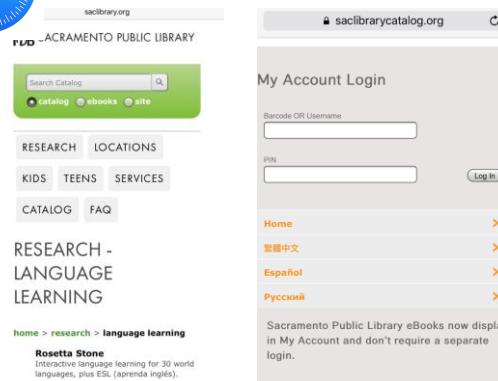 saclibrary.org
SACRAMENTO PUBLIC LIBRARY
Search Catalog
catalog ebooks site
RESEARCH LOCATIONS
KIDS TEENS SERVICES
CATALOG FAQ
RESEARCH -
LANGUAGE
LEARNING
home > research > language learning
Rosetta Stone
Interactive language learning for 30 world
languages, plus ESL (aprenda inglés).
saclibrarycatalog.org
My Account Login
Barcode OR Username
PIN
Log In
Home
繁體中文
Español
Русский
Sacramento Public Library eBooks now displa
in My Account and don't require a separate
login.